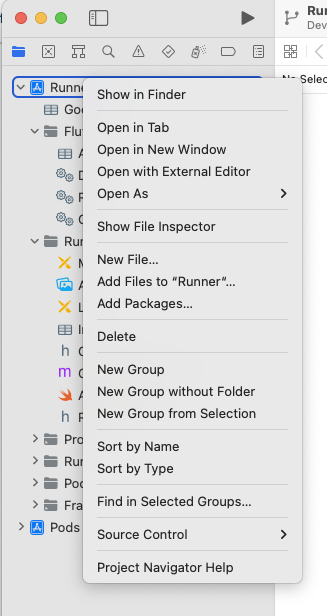 Run
Dev
No Selec
Runne
Show in Finder
Goo
Open in Tab
Flut
Open in New Window
A
Open with External Editor
D
Open As
R
G
Show File Inspector
Run
New File...
M
Add Files to “Runner”...
A
Add Packages...
L
Delete
In
G
New Group
G
New Group without Folder
A
New Group from Selection
R
Sort by Name
Pro
Sort by Type
Run
Poc
Find in Selected Groups...
Fra
Source Control
Pods
Project Navigator Help